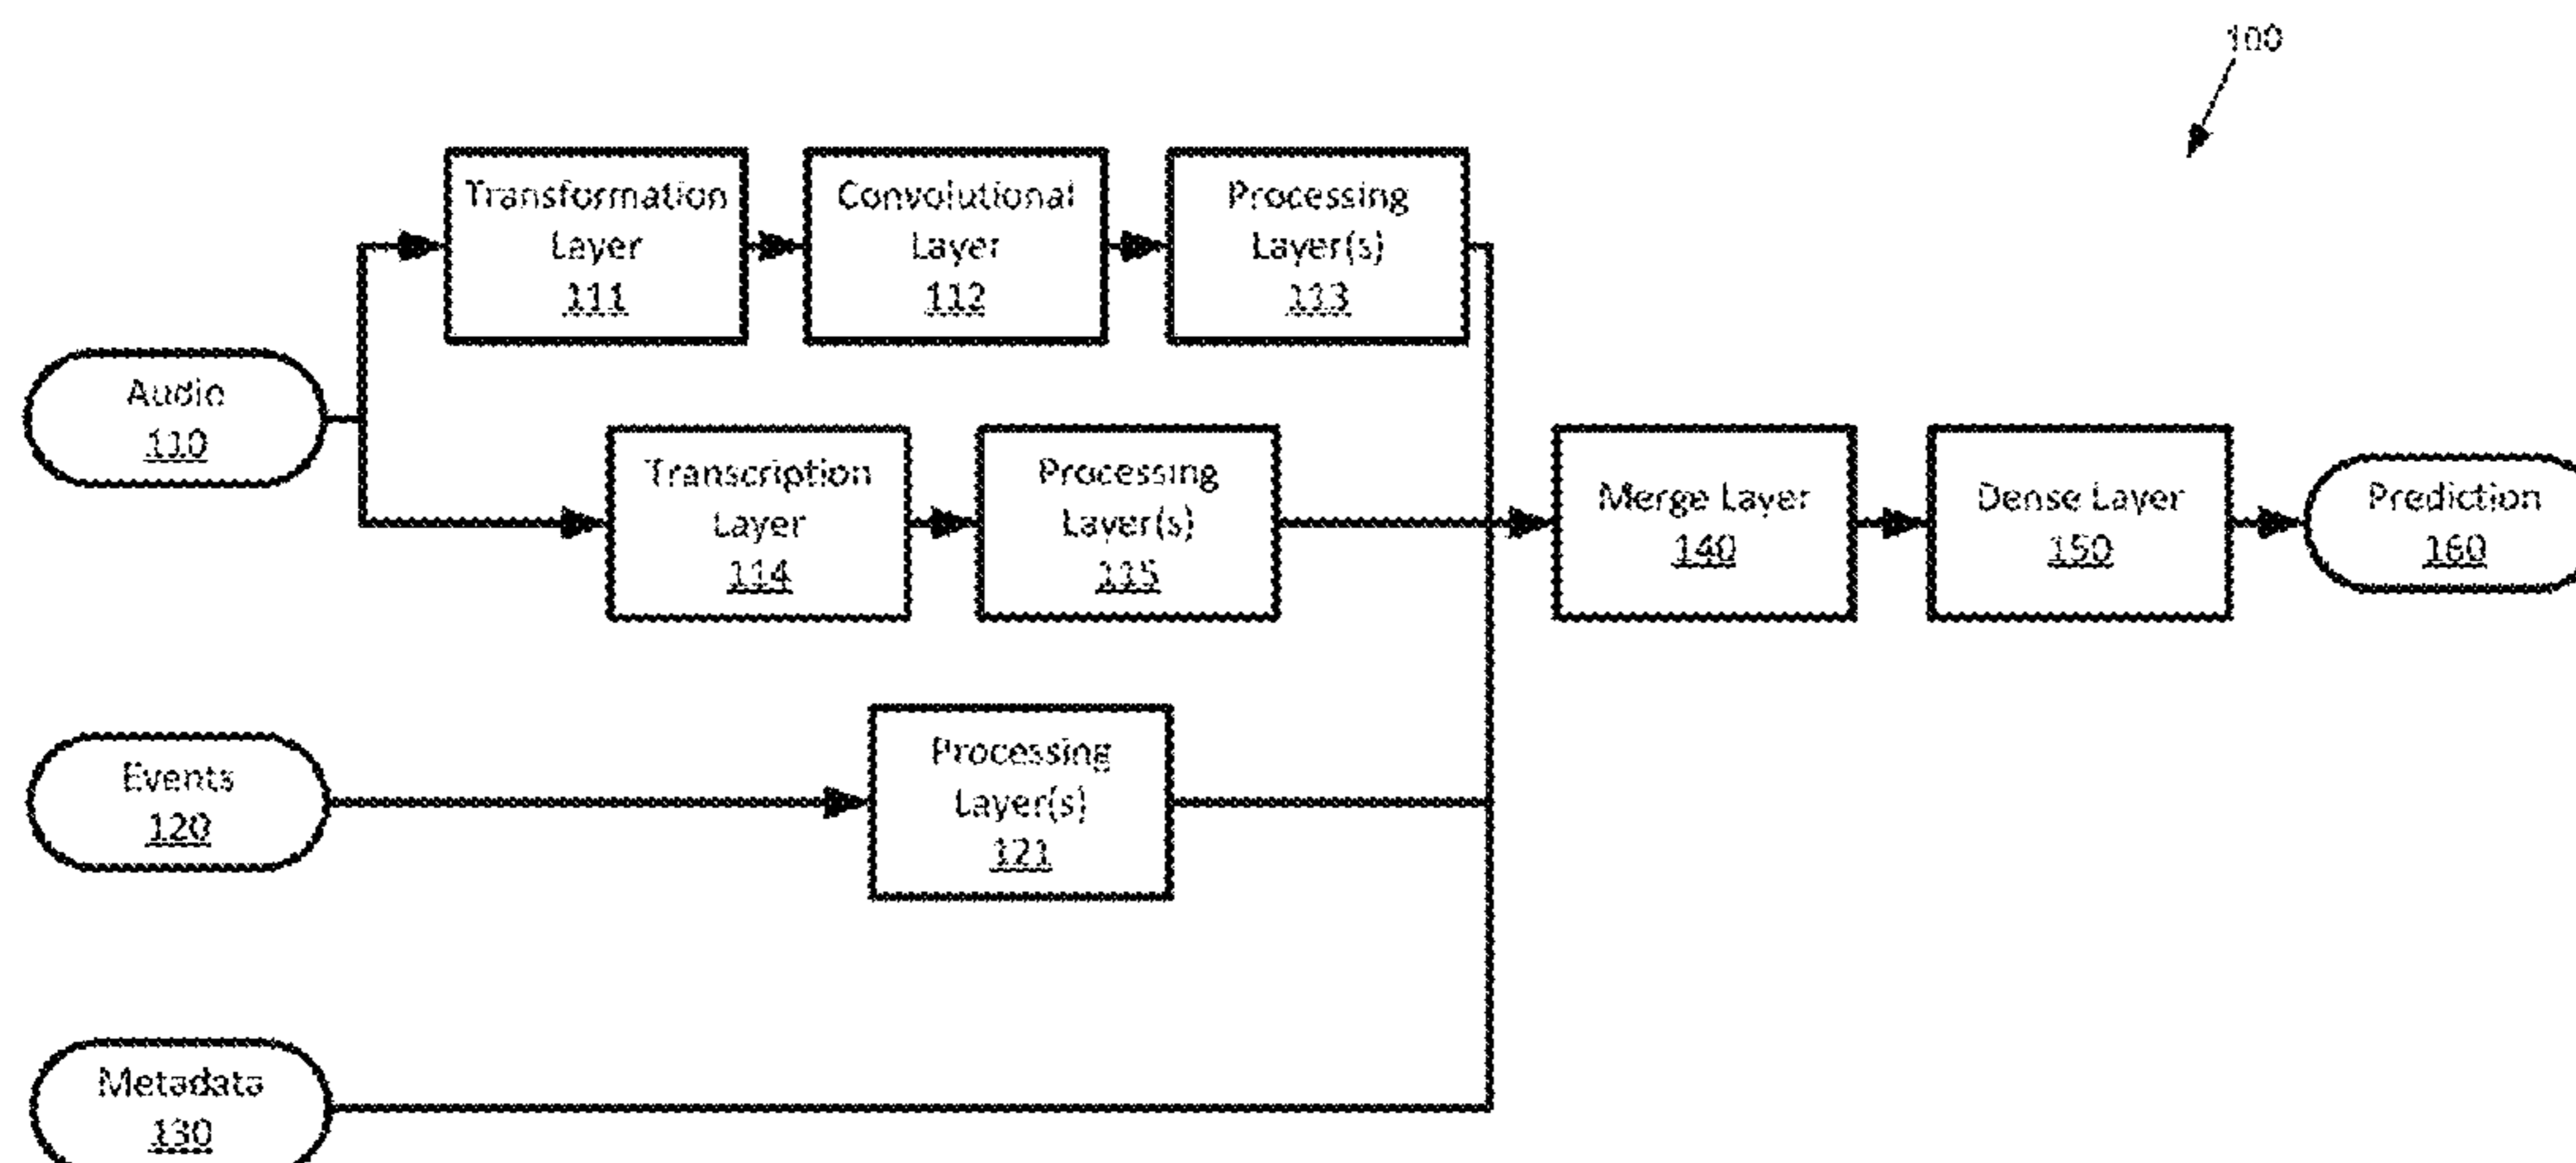 100
Transformation
Layer
111
Convolutional
Layer
112
Processing
Layer(s)
113
Audio
110
Transcription
Layer
114
Processing
Layer(s)
115
Merge Layer
140
Dense Layer
150
Prediction
160
Events
120
Processing
Layer(s)
121
Metadata
130